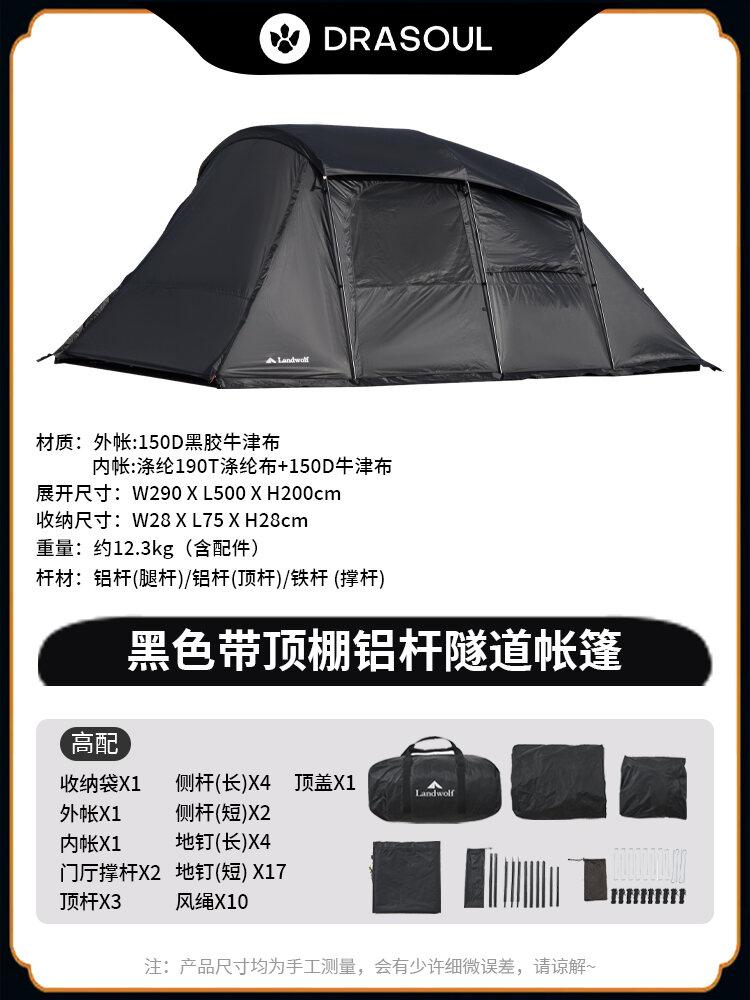 DRASOUL
Landwolf
材质：外帐:150D黑胶牛津布
内帐:涤纶190T涤纶布+150D牛津布
展开尺寸：W290 X L500 X H200cm
收纳尺寸：W28 X L75 X H28cm
重量：约12.3kg（含配件）
杆材：铝杆(腿杆)/铝杆(顶杆)/铁杆 (撑杆)
黑色带顶棚铝杆隧道帐篷
高配
收纳袋X1 侧杆(长)X4 顶盖X1
外帐X1 侧杆(短)X2
内帐X1 地钉(长)X4
门厅撑杆X2 地钉(短) X17
顶杆X3 风绳X10
Landwolf
注：产品尺寸均为手工测量，会有少许细微误差，请谅解~